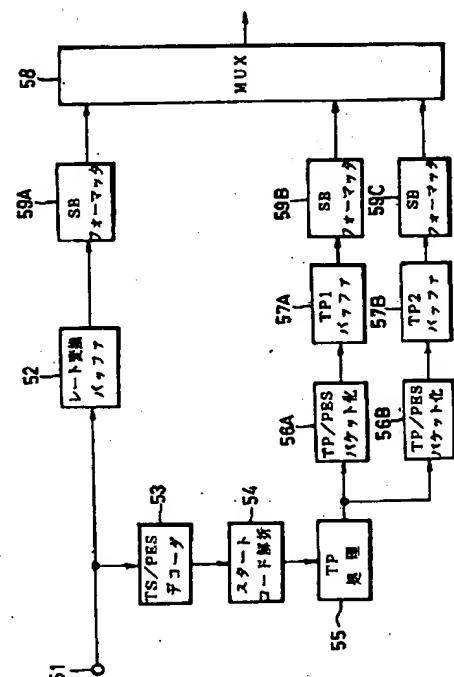 51
52
レート変換
バッファ
59A
SB
フォーマッタ
58
MUX
53
TS/PES
デコーダ
54
スタート
コード解析
55
TP
処理
56A
TP/PES
パケット化
57A
TP1
バッファ
59B
SB
フォーマッタ
56B
TP/PES
パケット化
57B
TP2
バッファ
59C
SB
フォーマッタ